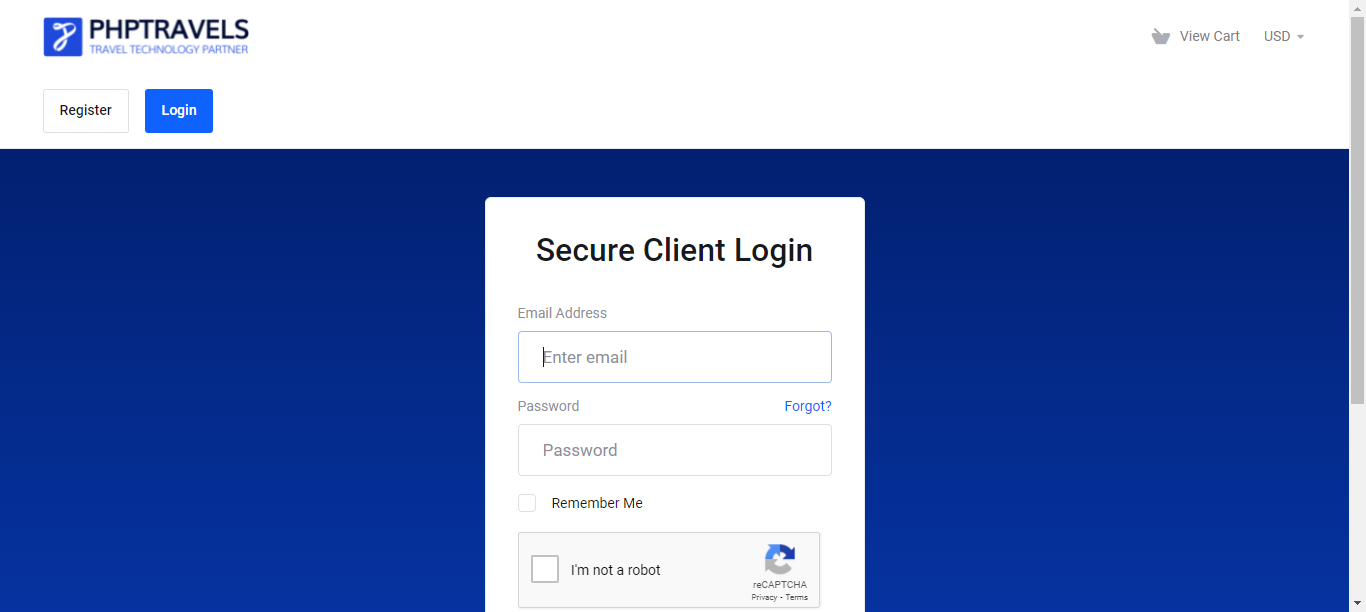 PHPTRAVELS
TRAVEL TECHNOLOGY PARTNER
View Cart USD
Register Login
Secure Client Login
Email Address
Enter email
Password Forgot?
Password
Remember Me
I'm not a robot
reCAPTCHA
Privacy - Terms